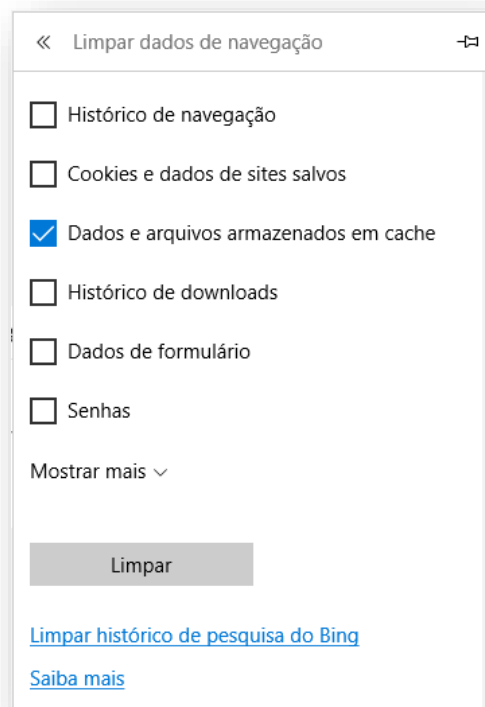 Limpar dados de navegação
Histórico de navegação
Cookies e dados de sites salvos
Dados e arquivos armazenados em cache
Histórico de downloads
Dados de formulário
Senhas
Mostrar mais
Limpar
Limpar histórico de pesquisa do Bing
Saiba mais